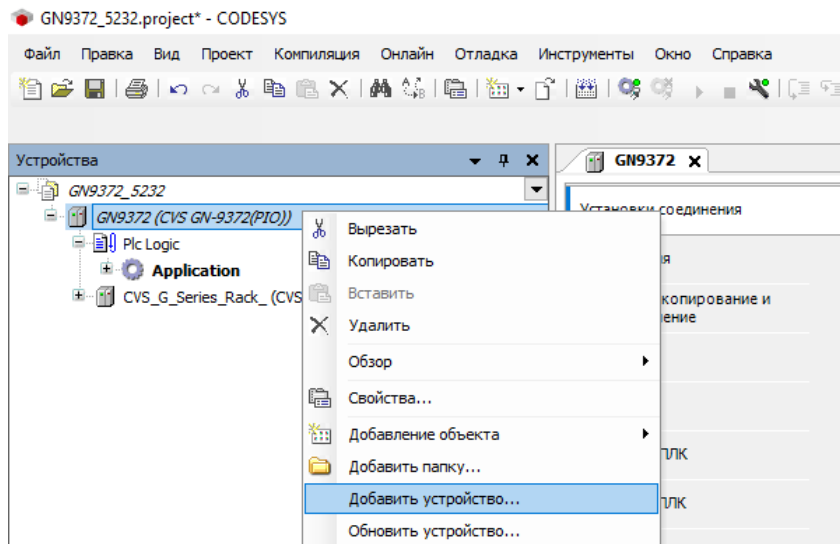 GN9372_5232.project* - CODESYS
Файл Правка Вид Проект Компиляция Онлайн Отладка Инструменты Окно Справка
Устройства
GN9372
GN9372_5232
Установки соединения
GN9372 (CVS GN-9372(PIO))
Plc Logic
Application
CVS_G_Series_Rack_ (CVS
Вырезать
Копировать
Вставить
Удалить
Обзор
Свойства...
Добавление объекта
Добавить папку...
Добавить устройство...
Обновить устройство...
копирование и
ПЛК
ПЛК